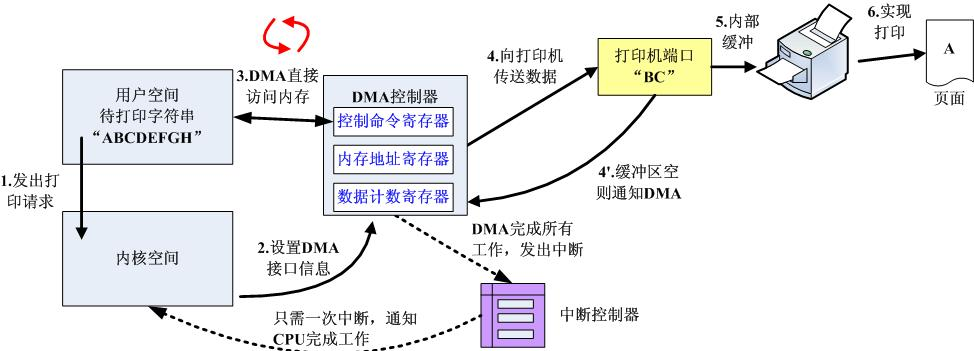 5.内部
缓冲
6.实现
打印
A
页面
打印机端口
“BC”
4.向打印机
传送数据
3.DMA直接
访问内存
用户空间
待打印字符串
“ABCDEFGH”
DMA控制器
控制命令寄存器
内存地址寄存器
数据计数寄存器
4'.缓冲区空
则通知DMA
1.发出打
印请求
内核空间
2.设置DMA
接口信息
DMA完成所有
工作，发出中断
只需一次中断，通知
CPU完成工作
中断控制器